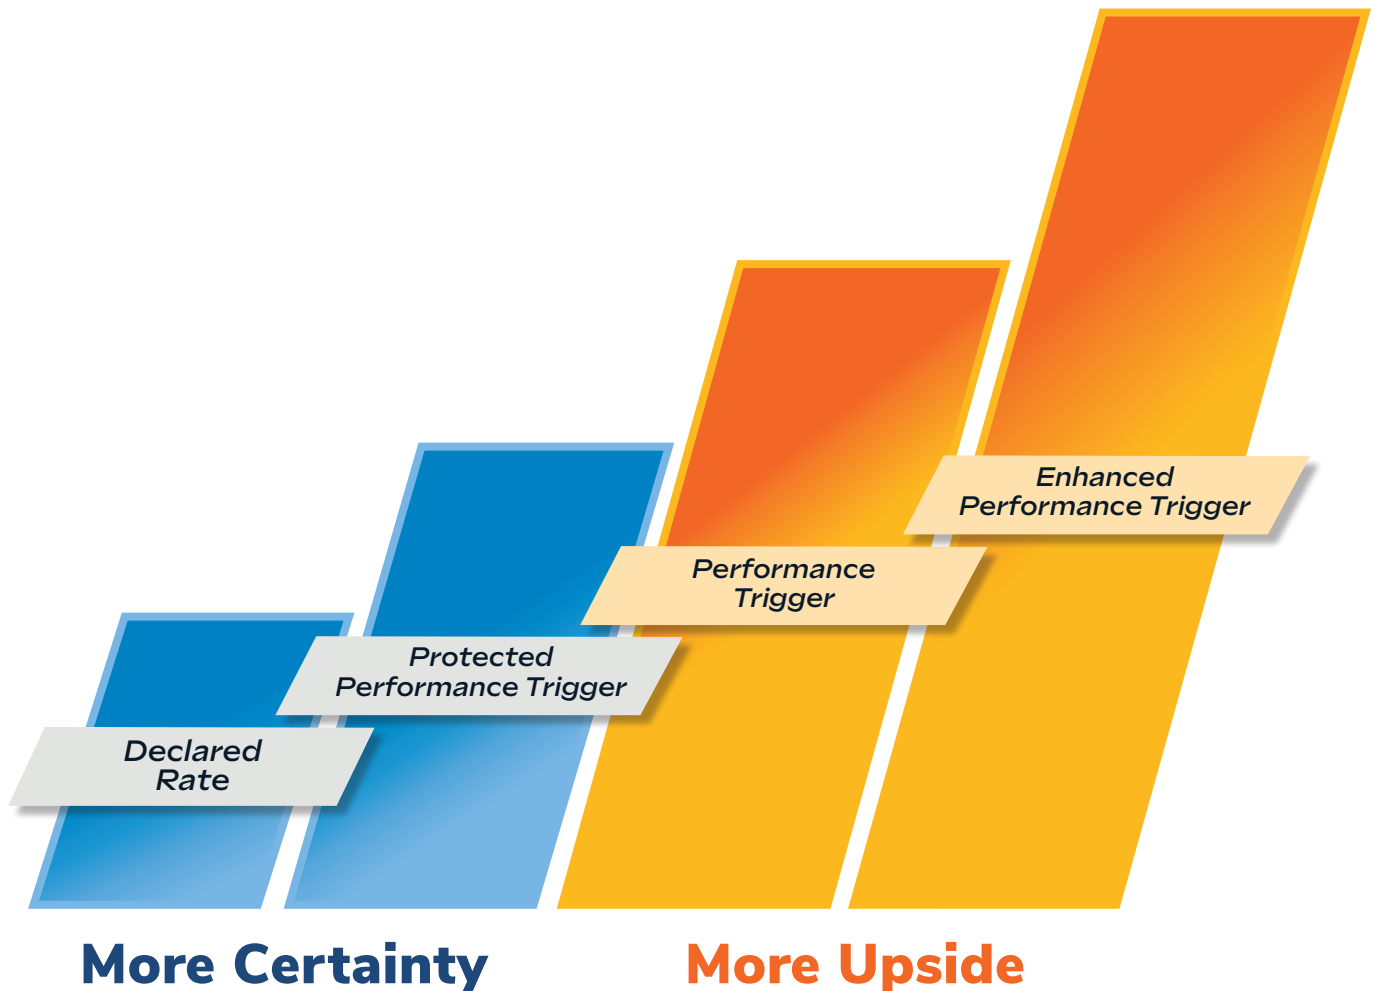 Enhanced
Performance Trigger
Performance
Trigger
Protected
Performance Trigger
Declared
Rate
More Certainty
More Upside